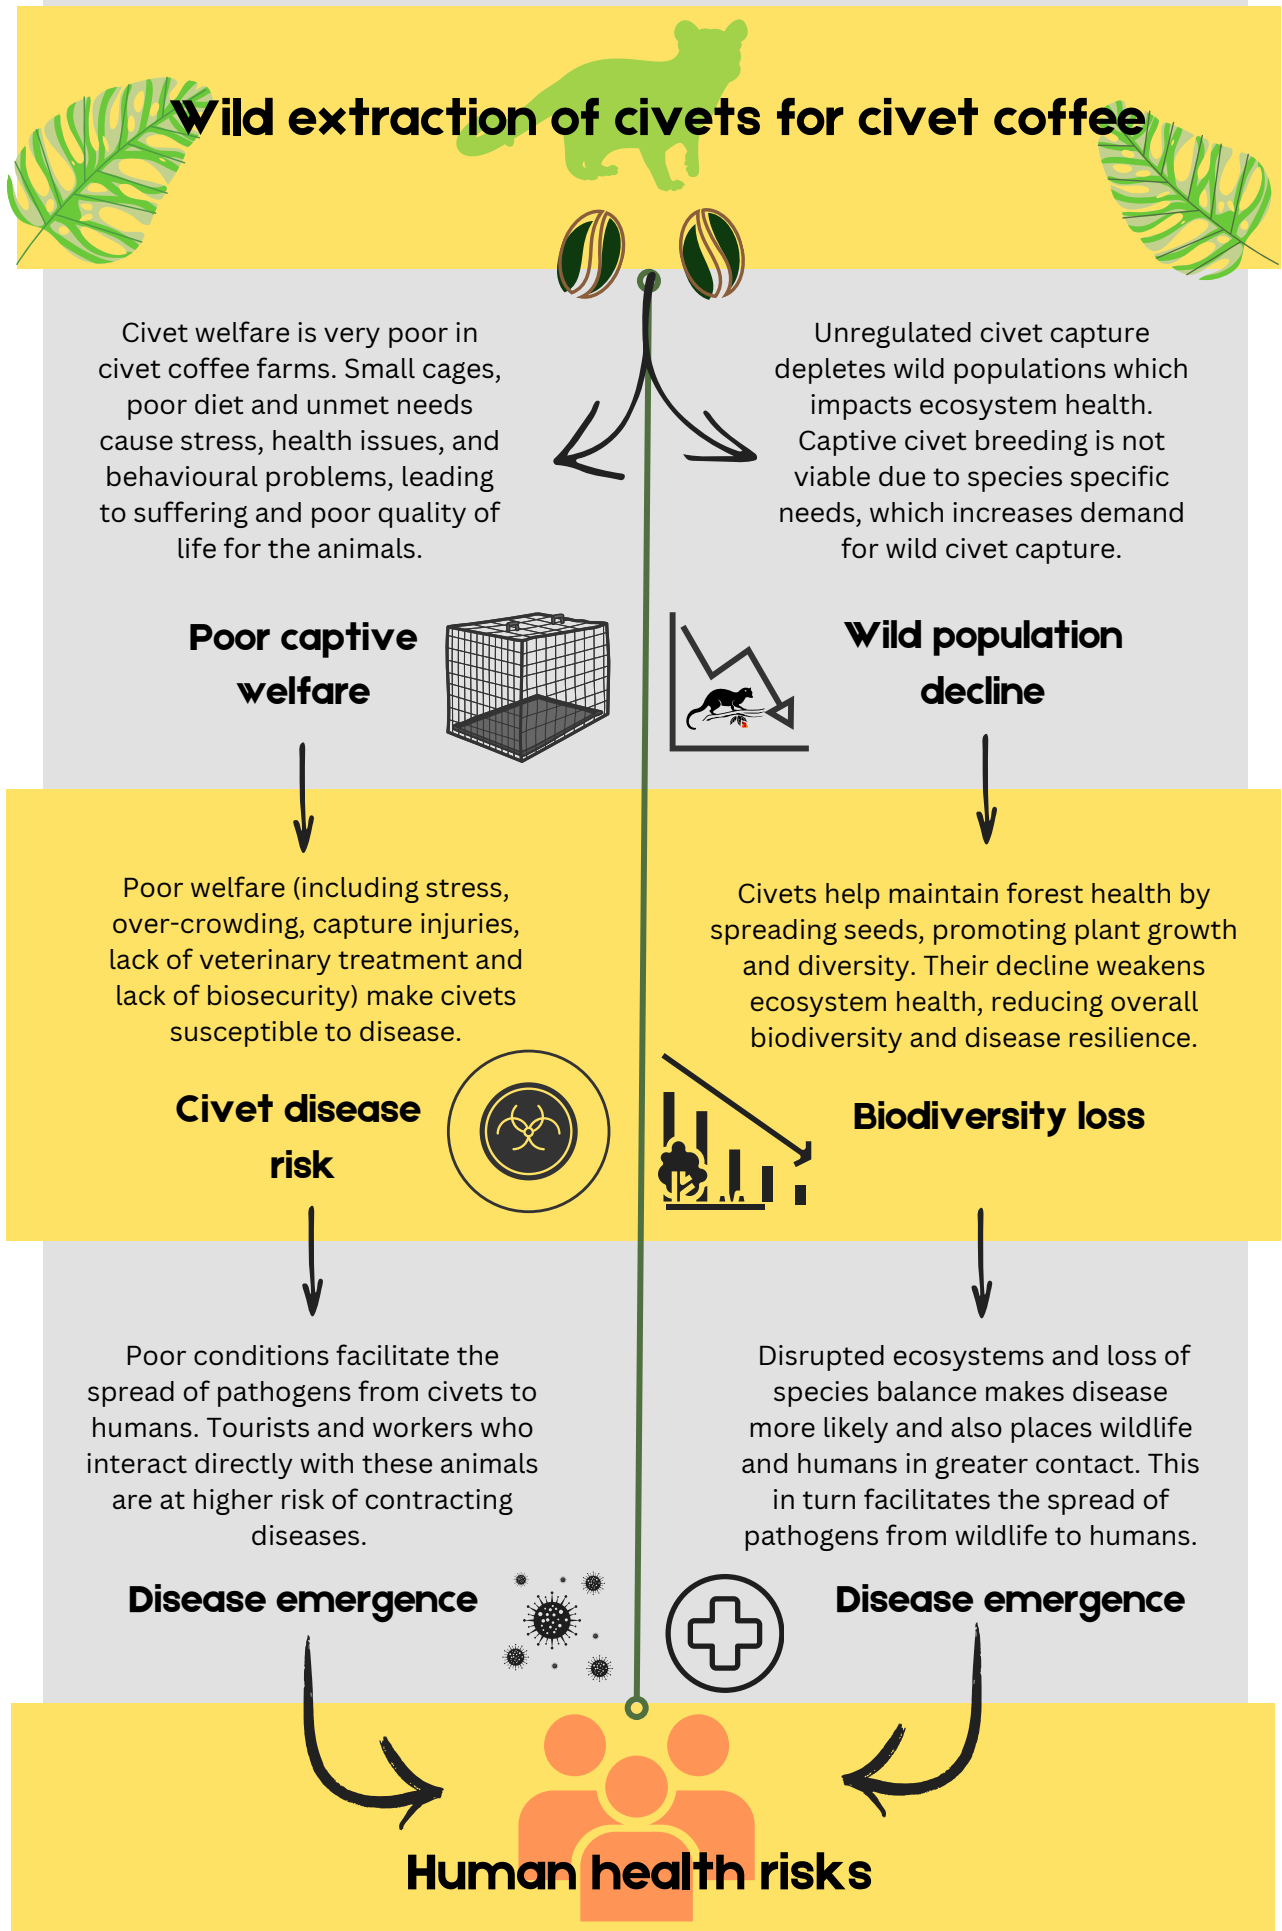 Wild extraction of civets for civet coffee
Civet welfare is very poor in
civet coffee farms. Small cages,
poor diet and unmet needs
cause stress, health issues, and
behavioural problems, leading
to suffering and poor quality of
life for the animals.
Poor captive
welfare
Unregulated civet capture
depletes wild populations which
impacts ecosystem health.
Captive civet breeding is not
viable due to species specific
needs, which increases demand
for wild civet capture.
Wild population
decline
Poor welfare (including stress,
over-crowding, capture injuries,
lack of veterinary treatment and
lack of biosecurity) make civets
susceptible to disease.
Civet disease
risk
Civets help maintain forest health by
spreading seeds, promoting plant growth
and diversity. Their decline weakens
ecosystem health, reducing overall
biodiversity and disease resilience.
Biodiversity loss
Poor conditions facilitate the
spread of pathogens from civets to
humans. Tourists and workers who
interact directly with these animals
are at higher risk of contracting
diseases.
Disease emergence
Disrupted ecosystems and loss of
species balance makes disease
more likely and also places wildlife
and humans in greater contact. This
in turn facilitates the spread of
pathogens from wildlife to humans.
Disease emergence
Human health risks